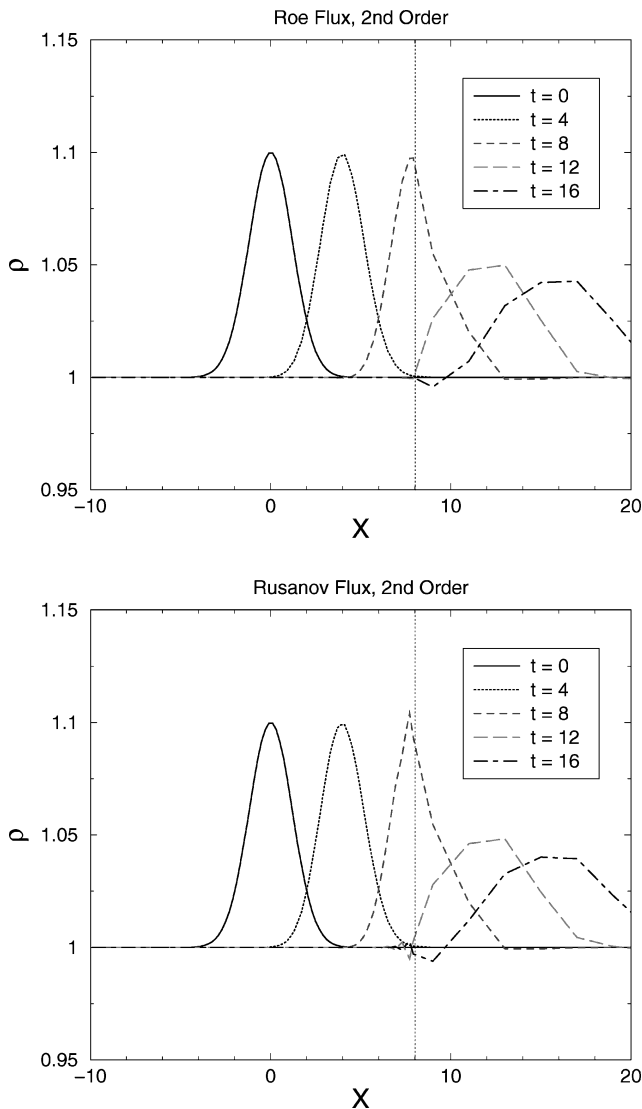 Roe Flux, 2nd Order
1.15
t = 0
t = 4
t = 8
t = 12
t = 16
1.1
1.05
ρ
1
0.95
−10
0
10
20
X
Rusanov Flux, 2nd Order
1.15
t = 0
t = 4
t = 8
t = 12
t = 16
1.1
1.05
ρ
1
0.95
−10
0
10
20
X